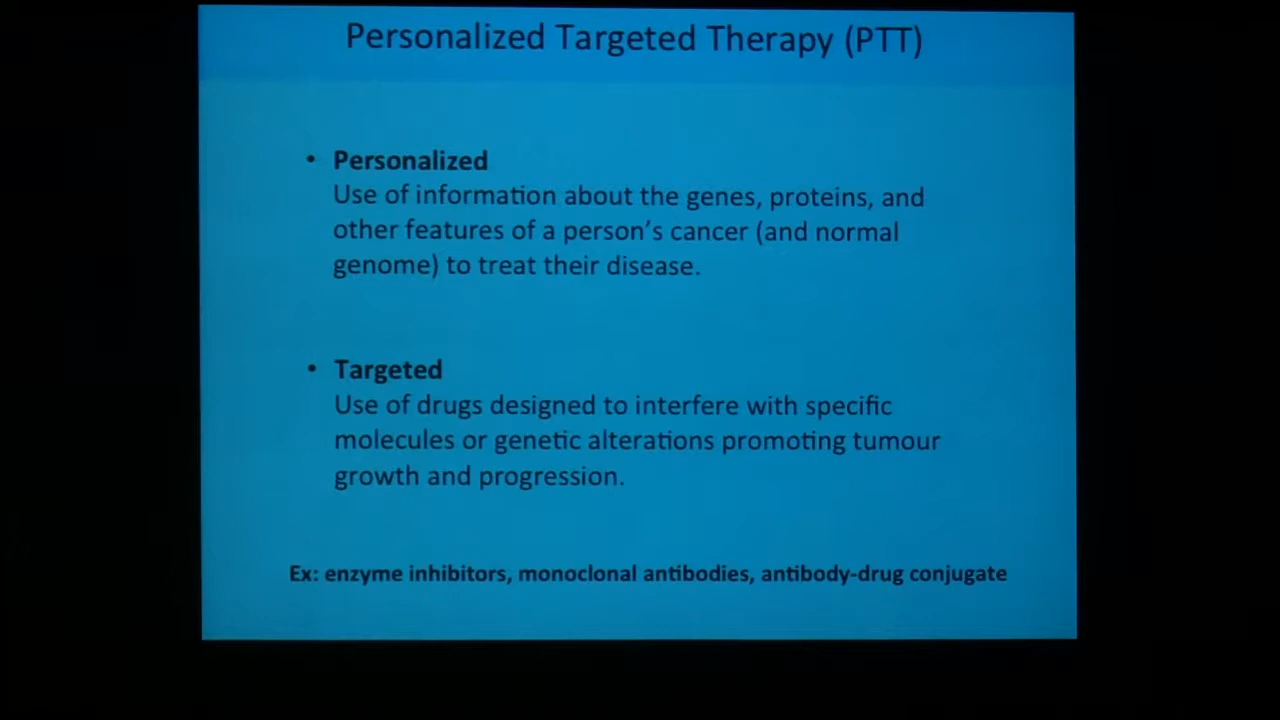 Personalized Targeted Therapy (PTT)
• Personalized
Use of information about the genes, proteins, and
other features of a person’s cancer (and normal
genome) to treat their disease.
• Targeted
Use of drugs designed to interfere with specific
molecules or genetic alterations promoting tumour
growth and progression.
Ex: enzyme inhibitors, monoclonal antibodies, antibody-drug conjugate